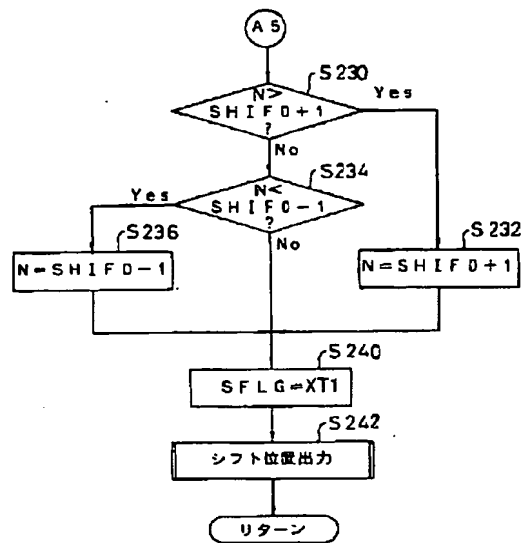 A5
S230
N>
SHIF0+1
?
Yes
No
S234
N<
SHIF0-1
?
Yes
No
S236
N=SHIF0-1
S232
N=SHIF0+1
S240
SFLG=XT1
S242
シフト位置出力
リターン